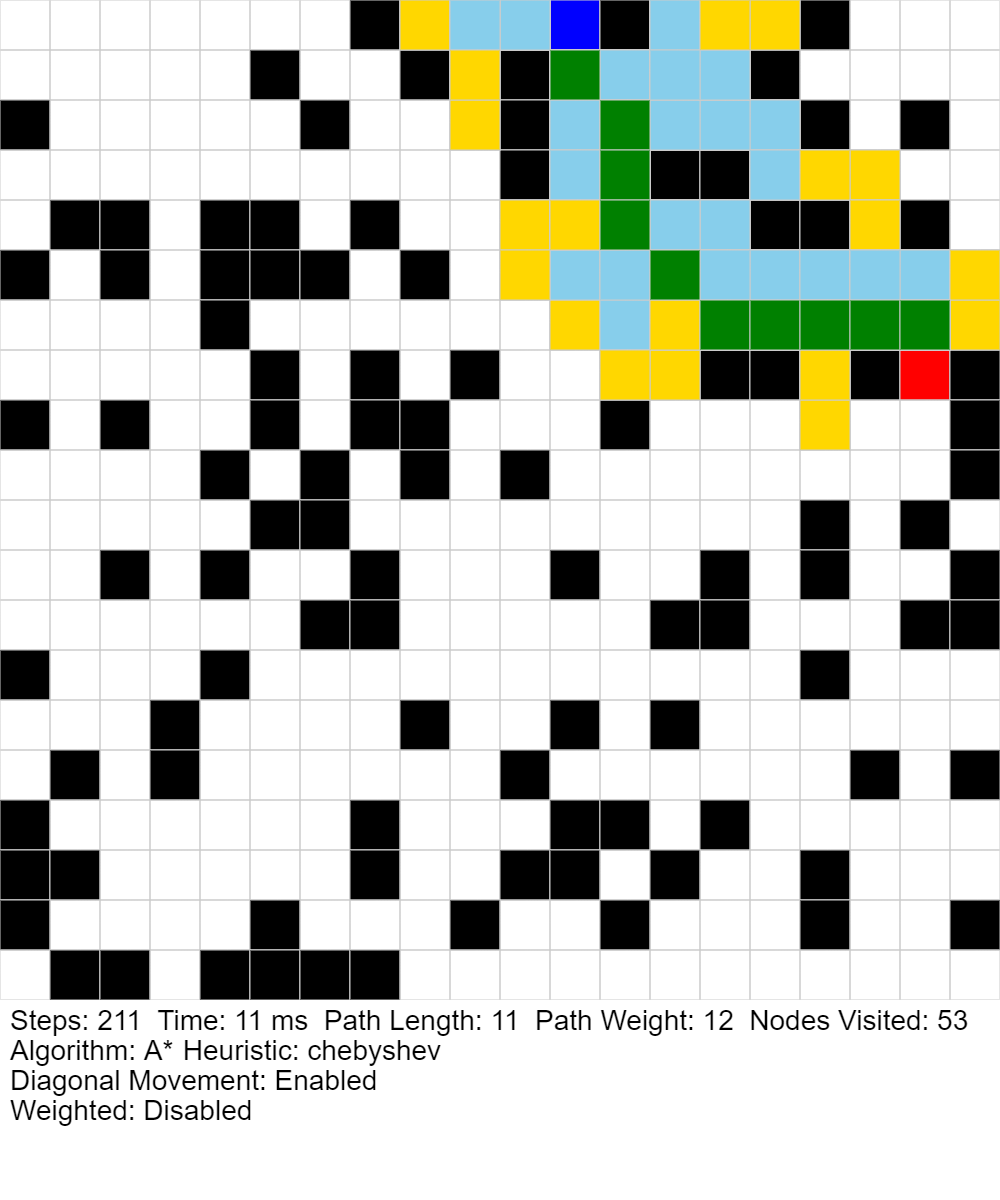 Steps: 211  Time: 11 ms  Path Length: 11  Path Weight: 12  Nodes Visited: 53
Algorithm: A* Heuristic: chebyshev
Diagonal Movement: Enabled
Weighted: Disabled